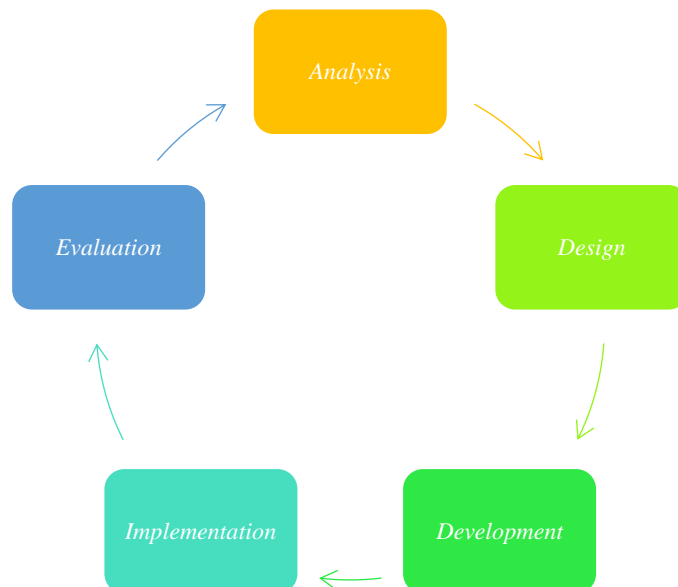 Analysis
Design
Development
Implementation
Evaluation